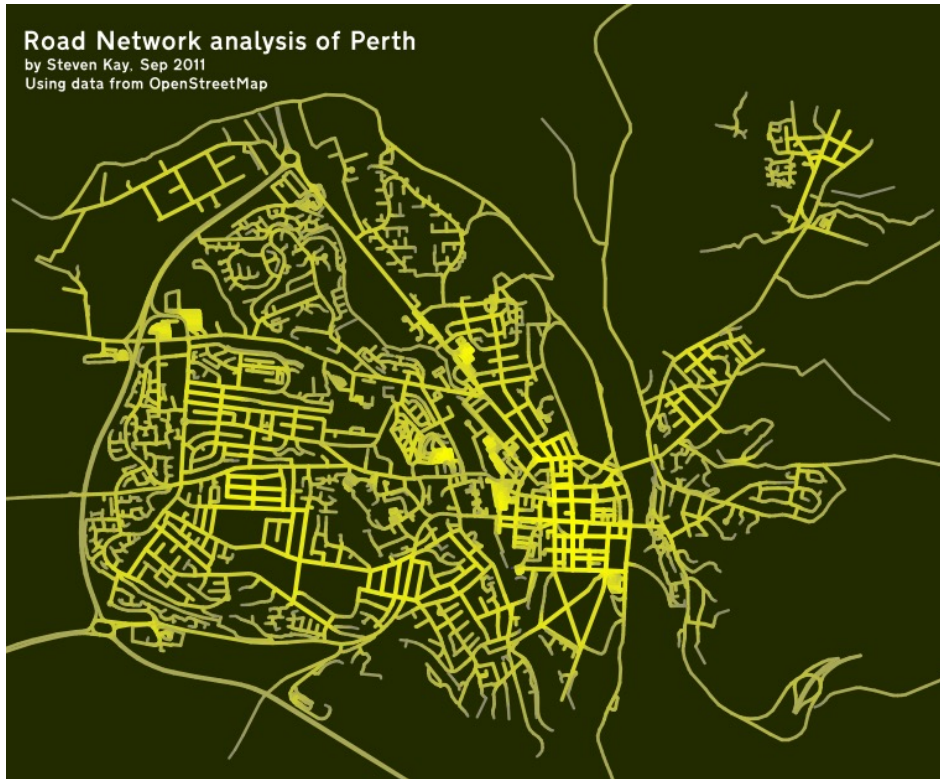 Road Network analysis of Perth
by Steven Kay, Sep 2011
Using data from OpenStreetMap